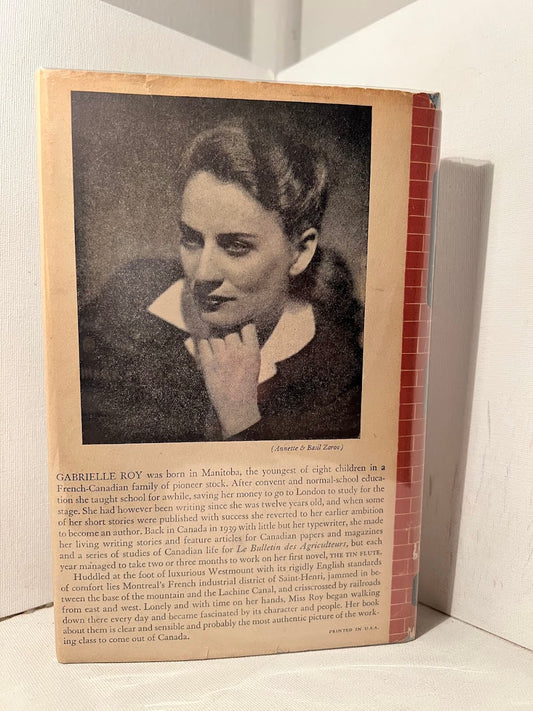 (Annette & Basil Zarov)
GABRIELLE ROY was born in Manitoba, the youngest of eight children in a
French-Canadian family of pioneer stock. After convent and normal-school educa-
tion she taught school for awhile, saving her money to go to London to study for the
stage. She had however been writing since she was twelve years old, and when some
of her short stories were published with success she reverted to her earlier ambition
to become an author. Back in Canada in 1939 with little but her typewriter, she made
her living writing stories and feature articles for Canadian papers and magazines
and a series of studies of Canadian life for Le Bulletin des Agriculteurs, but each
year managed to take two or three months to work on her first novel, THE TIN FLUTE.
Huddled at the foot of luxurious Westmount with its rigidly English standards
of comfort lies Montreal's French industrial district of Saint-Henri, jammed in be-
tween the base of the mountain and the Lachine Canal, and crisscrossed by railroads
from east and west. Lonely and with time on her hands, Miss Roy began walking
down there every day and became fascinated by its character and people. Her book
about them is clear and sensible and probably the most authentic picture of the work-
ing class to come out of Canada.
PRINTED IN U.S.A.